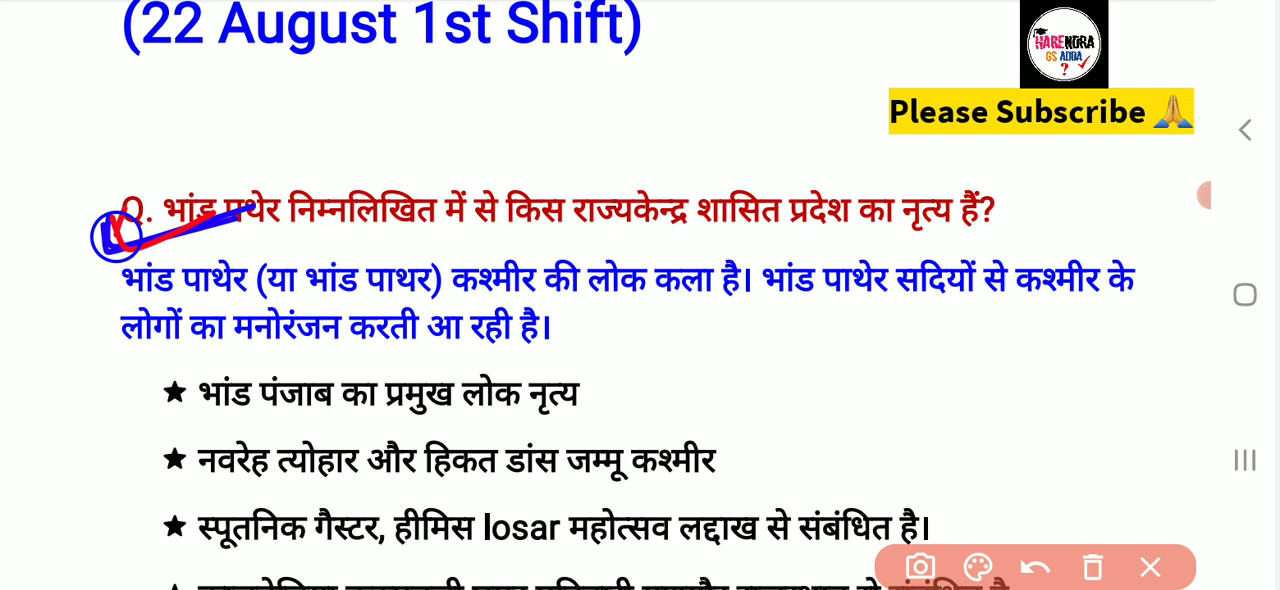 (22 August 1st Shift)
HARENDRA
GS ADDA
?
Please Subscribe 🙏
Q. भांड पथेर निम्नलिखित में से किस राज्यकेन्द्र शासित प्रदेश का नृत्य हैं?
भांड पाथेर (या भांड पाथर) कश्मीर की लोक कला है। भांड पाथेर सदियों से कश्मीर के
लोगों का मनोरंजन करती आ रही है।
★ भांड पंजाब का प्रमुख लोक नृत्य
★ नवरेह त्योहार और हिकत डांस जम्मू कश्मीर
★ स्पूतनिक गैस्टर, हीमिस losar महोत्सव लद्दाख से संबंधित है।